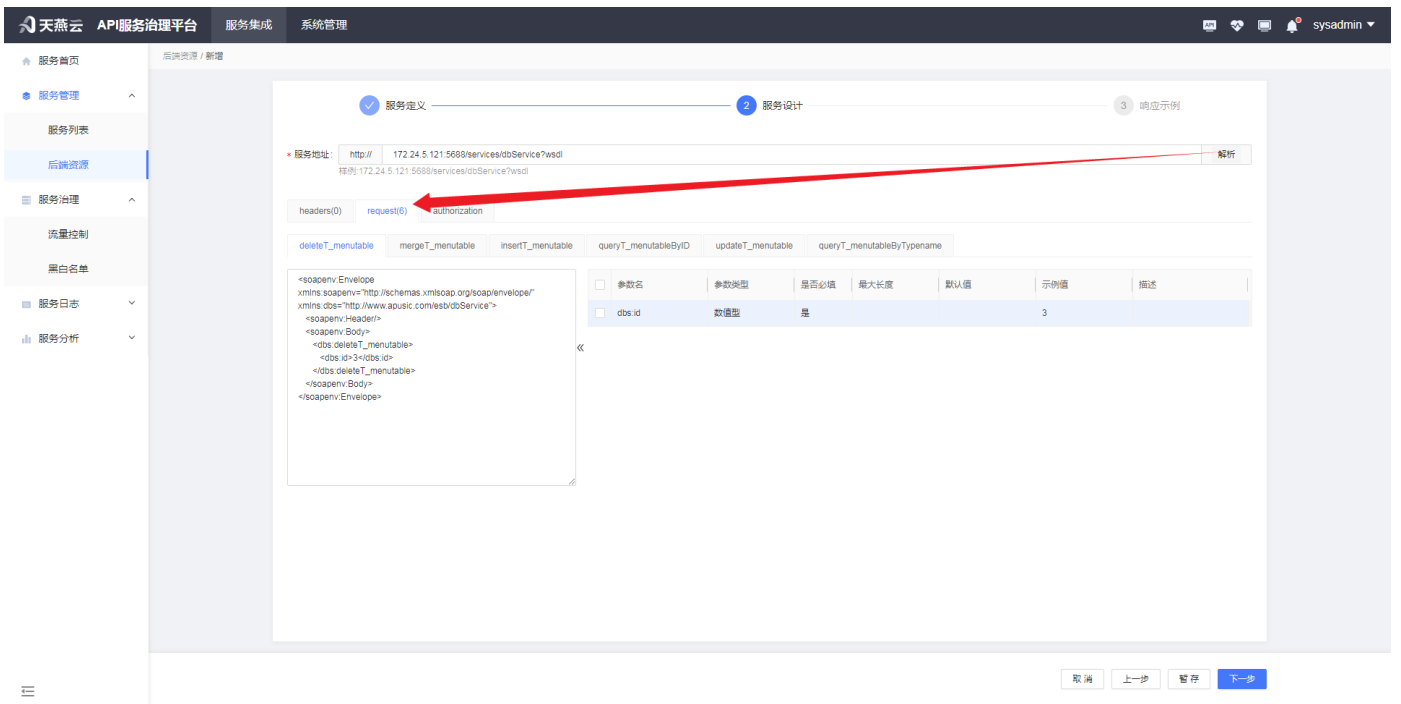 天燕云 API服务治理平台 服务集成 系统管理 API sysadmin
服务首页
服务管理
服务列表
后端资源
服务治理
流量控制
黑白名单
服务日志
服务分析
后端资源 / 新增
服务定义 2 服务设计 3 响应示例
* 服务地址: http:// 172.24.5.121:5688/services/dbService?wsdl 解析
样例:172.24.5.121:5688/services/dbService?wsdl
headers(0) request(6) authorization
deleteT_menutable mergeT_menutable insertT_menutable queryT_menutableByID updateT_menutable queryT_menutableByTypename
<soapenv:Envelope
xmlns:soapenv="http://schemas.xmlsoap.org/soap/envelope/"
xmlns:dbs="http://www.apusic.com/esb/dbService">
<soapenv:Header/>
<soapenv:Body>
<dbs:deleteT_menutable>
<dbs:id>3</dbs:id>
</dbs:deleteT_menutable>
</soapenv:Body>
</soapenv:Envelope>
«
参数名 参数类型 是否必填 最大长度 默认值 示例值 描述
dbs:id 数值型 是 3
取 消 上一步 暂 存 下一步